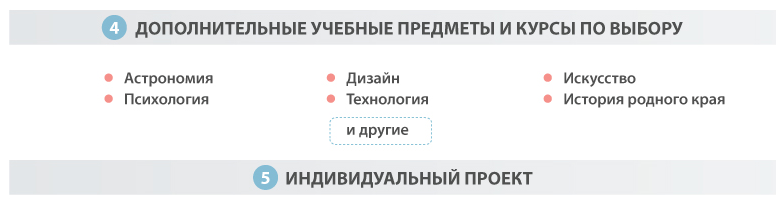 4 ДОПОЛНИТЕЛЬНЫЕ УЧЕБНЫЕ ПРЕДМЕТЫ И КУРСЫ ПО ВЫБОРУ
Астрономия Дизайн Искусство
Психология Технология История родного края
и другие
5 ИНДИВИДУАЛЬНЫЙ ПРОЕКТ